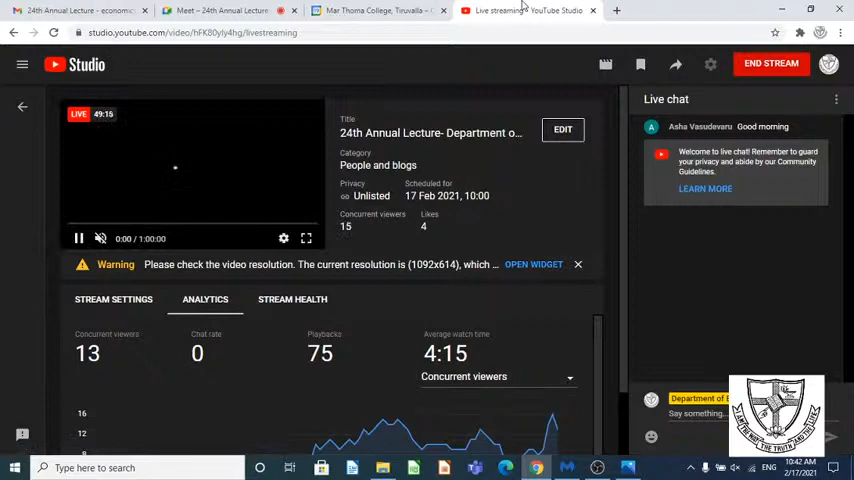 24th Annual Lecture - economic
Meet – 24th Annual Lecture
Mar Thoma College, Tiruvalla –
Live streaming - YouTube Studio
studio.youtube.com/video/hFK80yIy4hg/livestreaming
Studio
END STREAM
LIVE 49:15
0:00 / 1:00:00
Title
24th Annual Lecture- Department o...
EDIT
Category
People and blogs
Privacy
Scheduled for
Unlisted
17 Feb 2021, 10:00
Concurrent viewers
Likes
15
4
Warning Please check the video resolution. The current resolution is (1092x614), which ... OPEN WIDGET
STREAM SETTINGS
ANALYTICS
STREAM HEALTH
Concurrent viewers
Chat rate
Playbacks
Average watch time
13
0
75
4:15
Concurrent viewers
16
12
8
Live chat
A Asha Vasudevaru Good morning
Welcome to live chat! Remember to guard
your privacy and abide by our Community
Guidelines.
LEARN MORE
Department of
Say something...
Type here to search
ENG
10:42 AM
2/17/2021